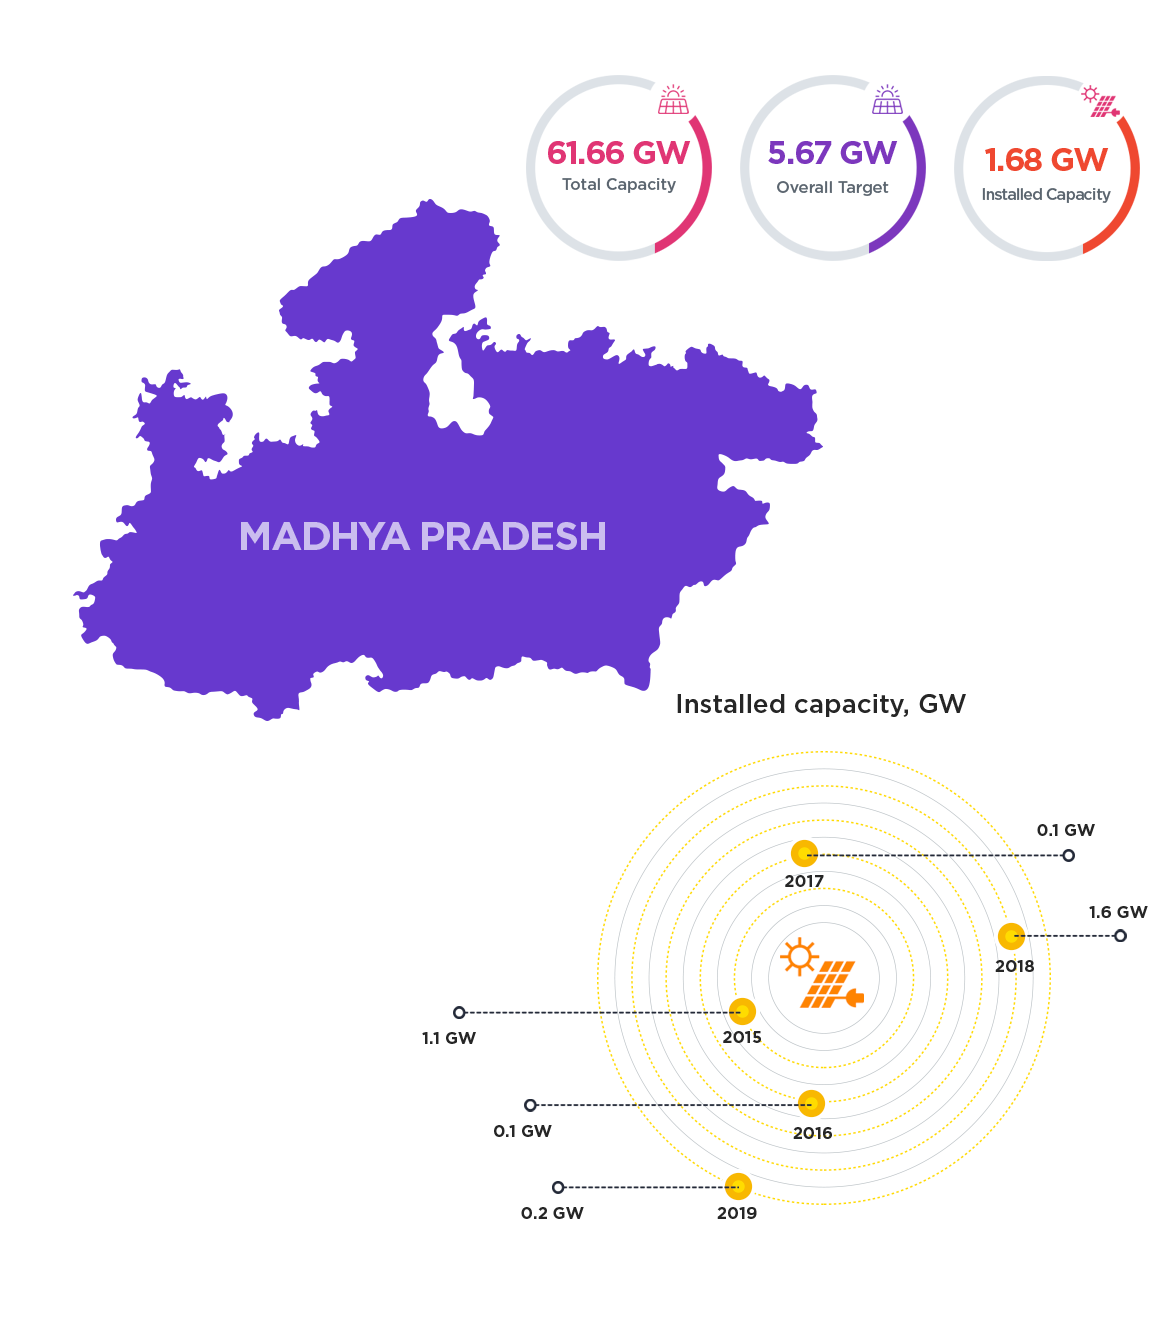 61.66 GW
Total Capacity
5.67 GW
Overall Target
1.68 GW
Installed Capacity
MADHYA PRADESH
Installed capacity, GW
0.1 GW
2017
1.6 GW
2018
1.1 GW
2015
0.1 GW
2016
0.2 GW
2019